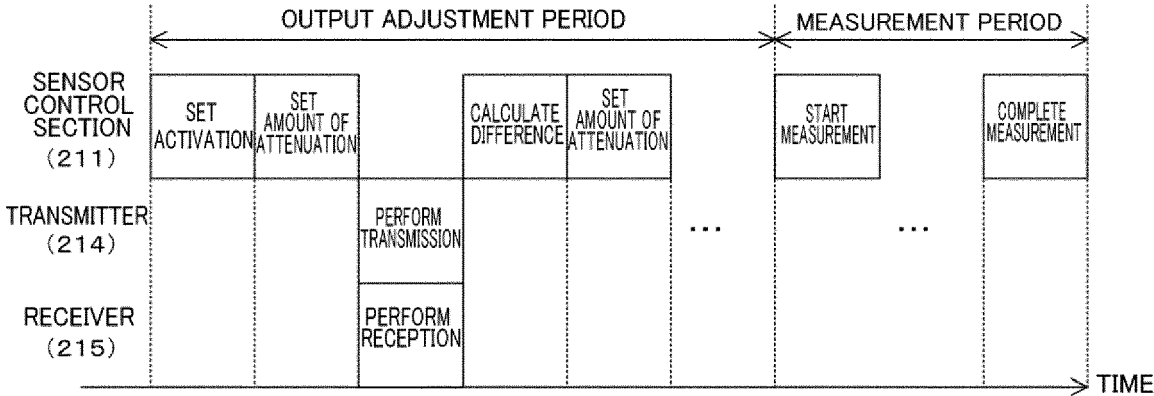 OUTPUT ADJUSTMENT PERIOD
MEASUREMENT PERIOD
SENSOR
CONTROL
SECTION
(211)
SET
ACTIVATION
SET
AMOUNT OF
ATTENUATION
CALCULATE
DIFFERENCE
SET
AMOUNT OF
ATTENUATION
START
MEASUREMENT
COMPLETE
MEASUREMENT
TRANSMITTER
(214)
PERFORM
TRANSMISSION
...
...
RECEIVER
(215)
PERFORM
RECEPTION
TIME